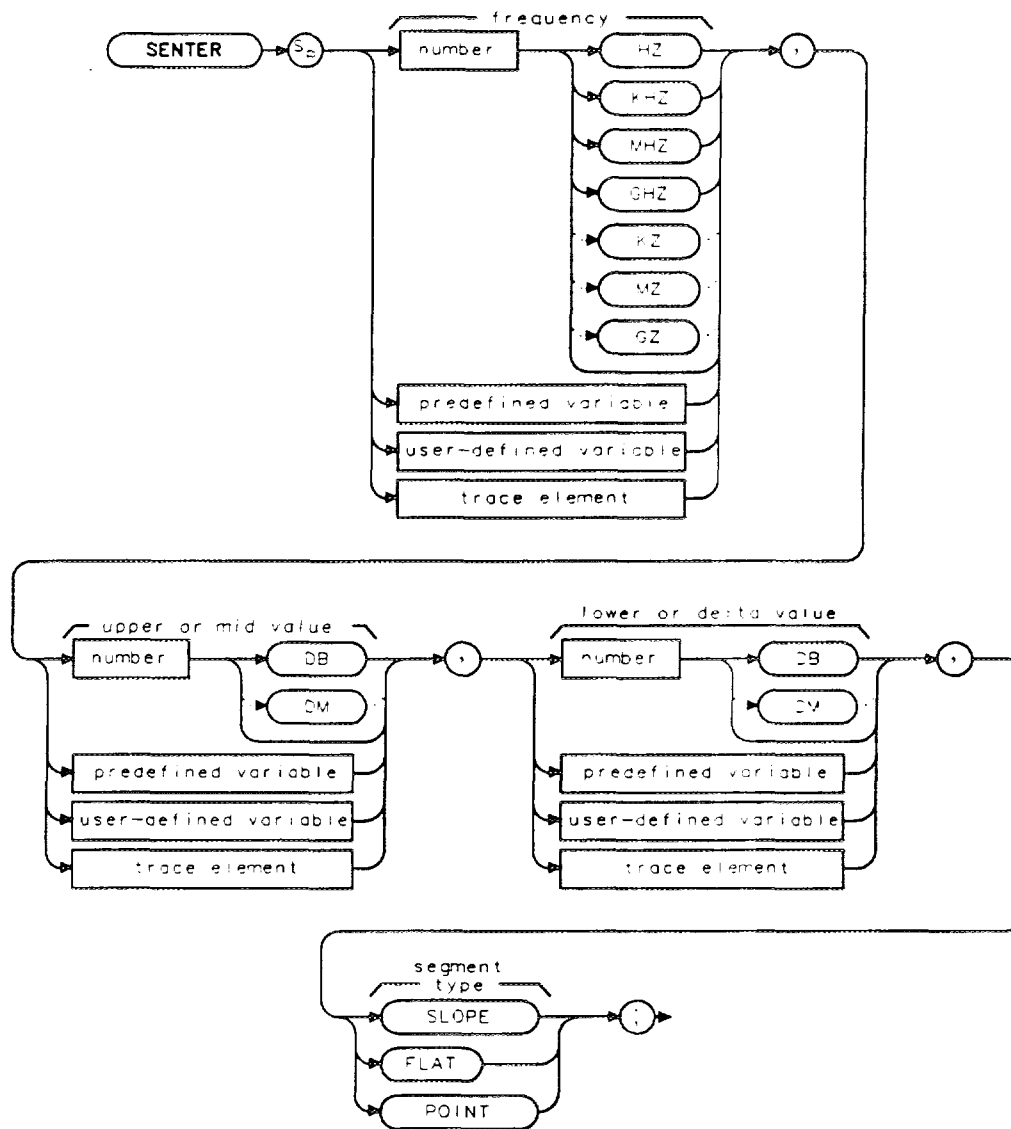 frequency
SENTER Sp number HZ ,
KHZ
MHZ
GHZ
KZ
MZ
GZ
predefined variable
user-defined variable
trace element
upper or mid value lower or delta value
number DB , number DB ,
DM DM
predefined variable predefined variable
user-defined variable user-defined variable
trace element trace element
segment
type
SLOPE ;
FLAT
POINT